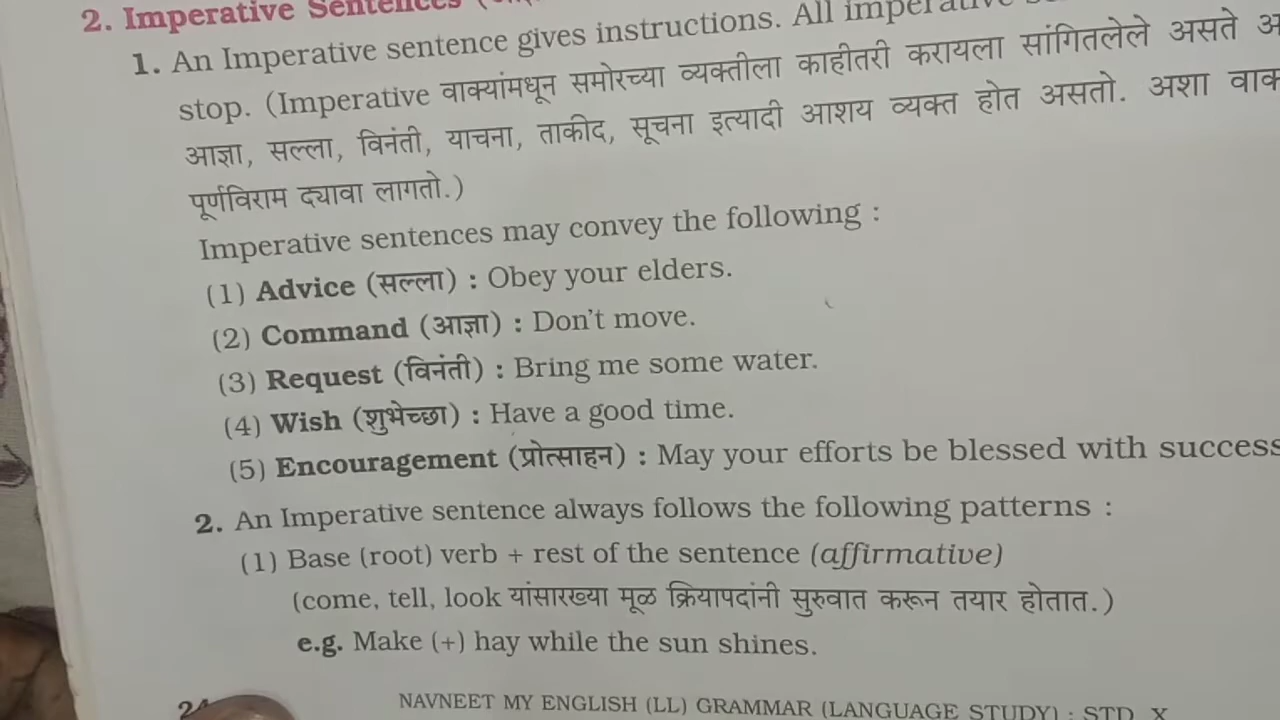 2. Imperative Sentences
1. An Imperative sentence gives instructions. All imperative
stop. (Imperative वाक्यांमधून समोरच्या व्यक्तीला काहीतरी करायला सांगितलेले असते
आज्ञा, सल्ला, विनंती, याचना, ताकीद, सूचना इत्यादी आशय व्यक्त होत असतो. अशा
पूर्णविराम द्यावा लागतो.)
Imperative sentences may convey the following :
(1) Advice (सल्ला) : Obey your elders.
(2) Command (आज्ञा) : Don't move.
(3) Request (विनंती) : Bring me some water.
(4) Wish (शुभेच्छा) : Have a good time.
(5) Encouragement (प्रोत्साहन) : May your efforts be blessed with success
2. An Imperative sentence always follows the following patterns :
(1) Base (root) verb + rest of the sentence (affirmative)
(come, tell, look यांसारख्या मूळ क्रियापदांनी सुरुवात करून तयार होतात.)
e.g. Make (+) hay while the sun shines.
NAVNEET MY ENGLISH (LL) GRAMMAR (LANGUAGE STUDY) : STD. X